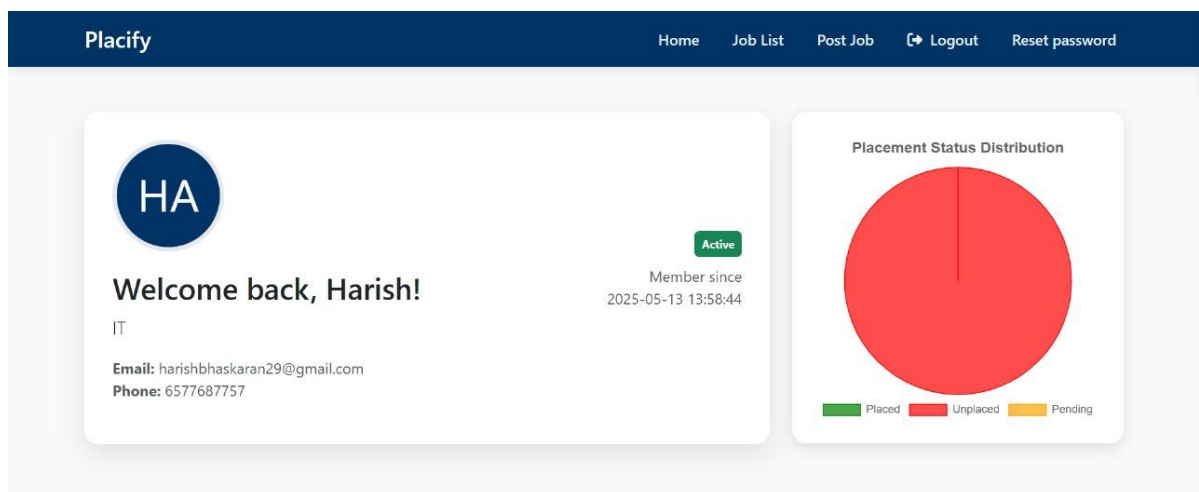 Placify
Home Job List Post Job Logout Reset password
HA
Welcome back, Harish!
IT
Email: harishbhaskaran29@gmail.com
Phone: 6577687757
Active
Member since
2025-05-13 13:58:44
Placement Status Distribution
Placed Unplaced Pending